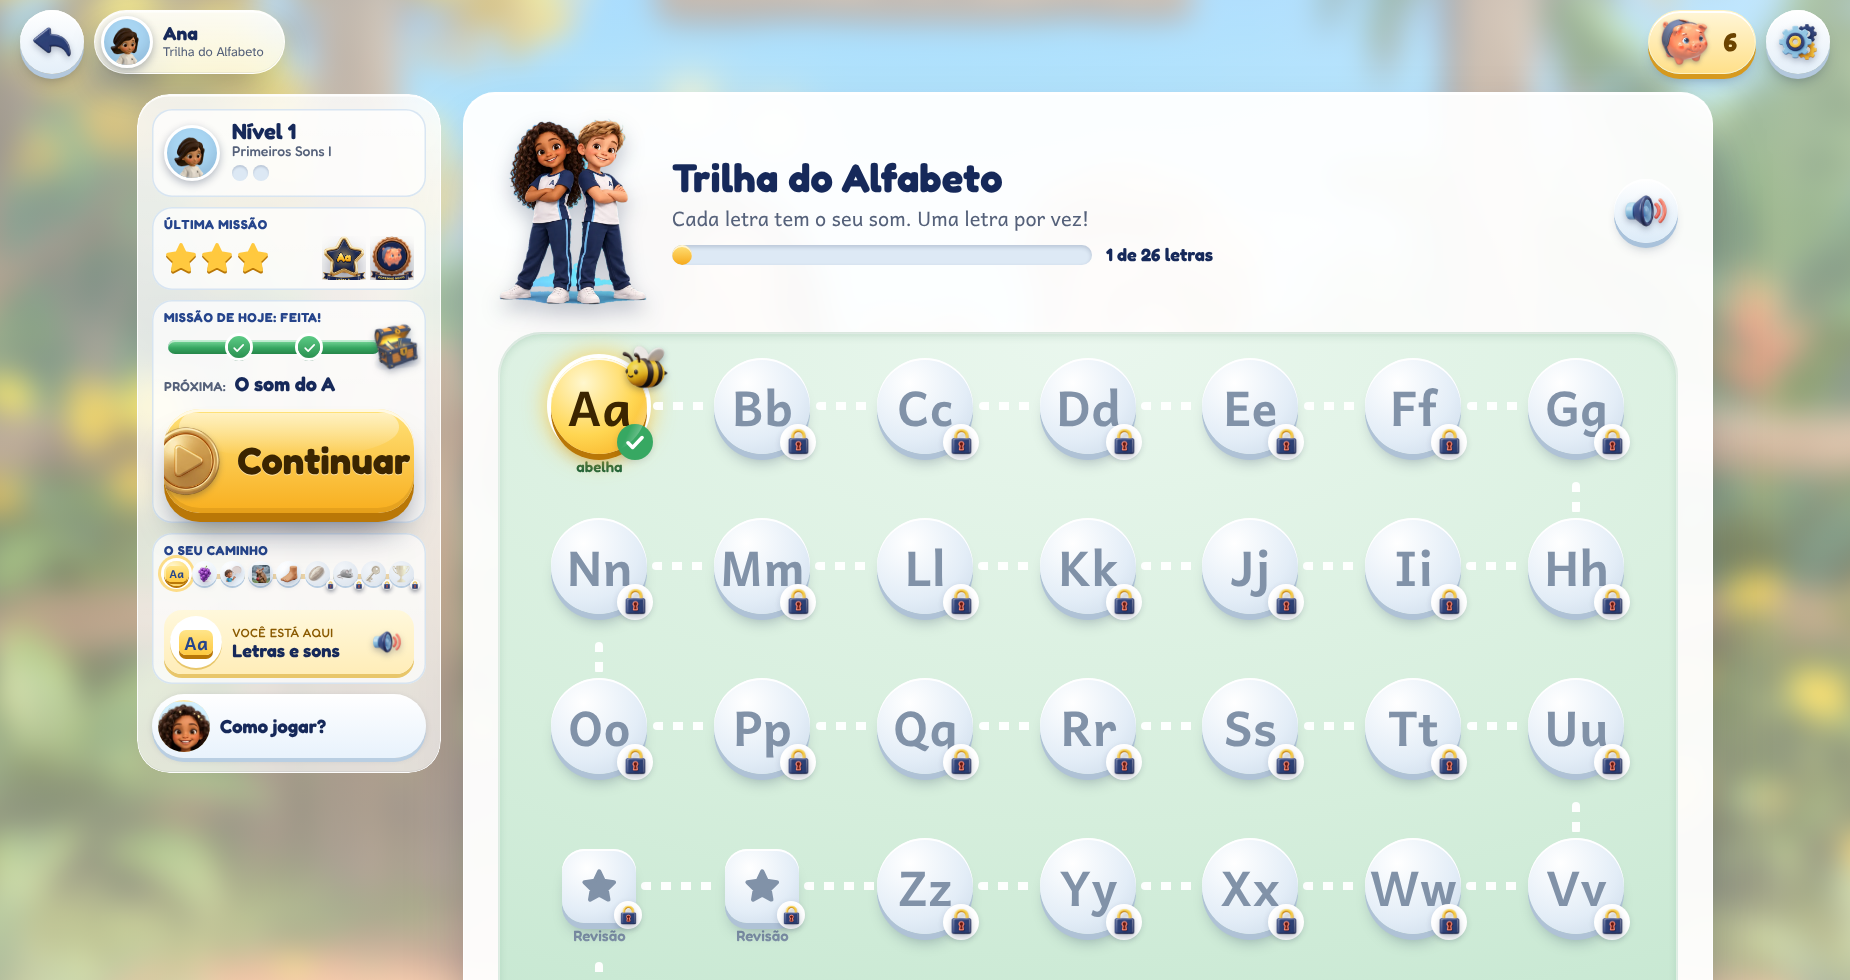 Ana
Trilha do Alfabeto
6
Nível 1
Primeiros Sons I
ÚLTIMA MISSÃO
Aa
MISSÃO DE HOJE: FEITA!
PRÓXIMA: O som do A
Continuar
O SEU CAMINHO
Aa
Aa
VOCÊ ESTÁ AQUI
Letras e sons
Como jogar?
Trilha do Alfabeto
Cada letra tem o seu som. Uma letra por vez!
1 de 26 letras
Aa Bb Cc Dd Ee Ff Gg
abelha
Nn Mm Ll Kk Jj Ii Hh
Oo Pp Qq Rr Ss Tt Uu
Zz Yy Xx Ww Vv
Revisão Revisão